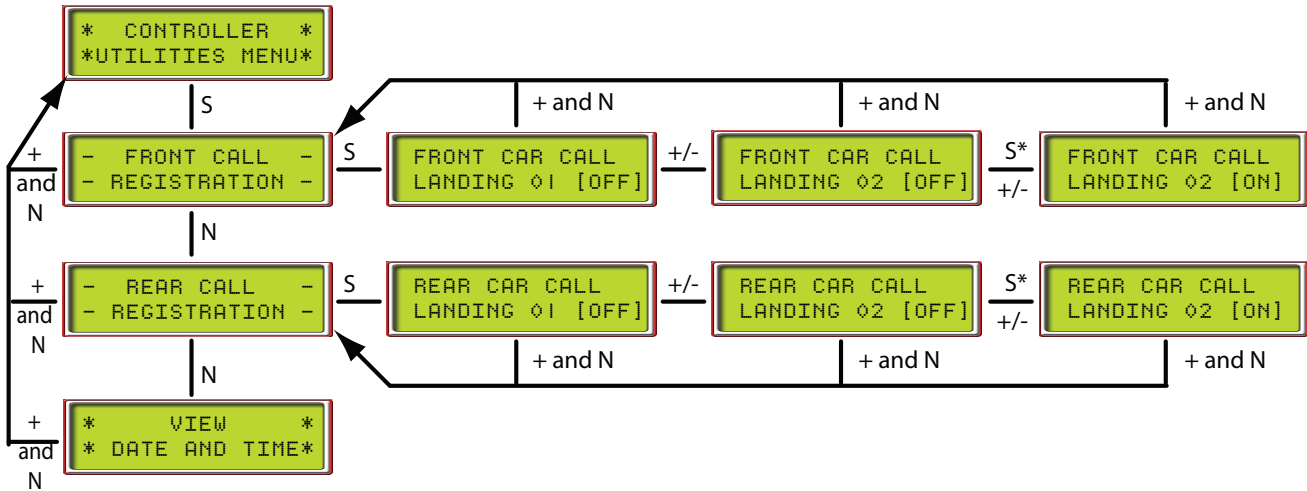 * CONTROLLER *
*UTILITIES MENU*
S
+ and N
+ and N
+ and N
+
and
N
- FRONT CALL -
- REGISTRATION -
S
FRONT CAR CALL
LANDING 01 [OFF]
+/-
FRONT CAR CALL
LANDING 02 [OFF]
S*
+/-
FRONT CAR CALL
LANDING 02 [ON]
N
+
and
N
- REAR CALL -
- REGISTRATION -
S
REAR CAR CALL
LANDING 01 [OFF]
+/-
REAR CAR CALL
LANDING 02 [OFF]
S*
+/-
REAR CAR CALL
LANDING 02 [ON]
N
+ and N
+ and N
+ and N
+
and
N
* VIEW *
* DATE AND TIME*